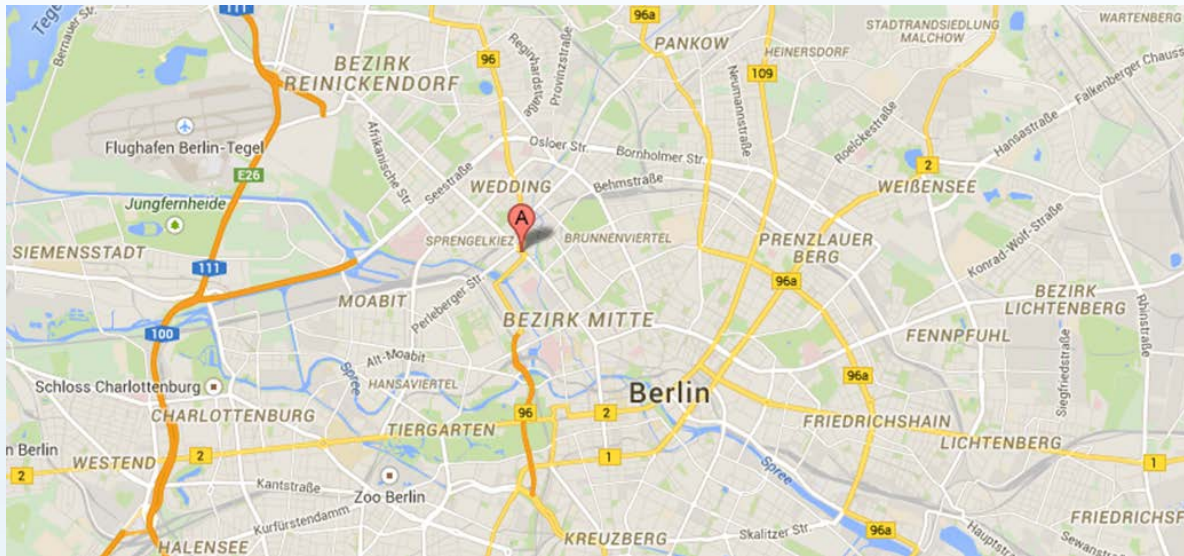 111
96a
WARTENBERG
Tegel
Bernauer Str.
STADTRANDSIEDLUNG
MALCHOW
PANKOW
96
BEZIRK
REINICKENDORF
Reginhardstraße
Provinzstraße
HEINERSDORF
109
Neumannstraße
Falkenberger Chauss
Hansastraße
Flughafen Berlin-Tegel
Afrikanische Str.
Osloer Str.
Bornholmer Str.
Roelckestraße
2
E26
Seestraße
WEDDING
Behmstraße
WEIßENSEE
Jungfernheide
A
SPRENGELKIEZ
BRUNNENVIERTEL
PRENZLAUER
BERG
Konrad-Wolf-Straße
SIEMENSSTADT
111
96a
MOABIT
Perleberger Str.
BEZIRK
LICHTENBERG
Rhinstraße
100
BEZIRK MITTE
FENNPFUHL
Alt-Moabit
Siegfriedstraße
Schloss Charlottenburg
Spree
HANSAVIERTEL
Berlin
96a
CHARLOTTENBURG
96
2
TIERGARTEN
FRIEDRICHSHAIN
LICHTENBERG
n Berlin
2
WESTEND
2
1
1
Spree
Kantstraße
Zoo Berlin
Kurfürstendamm
FRIEDRICHSF
HALENSEE
KREUZBERG
Skalitzer Str.
96a
Hauptstr
Sewanstra